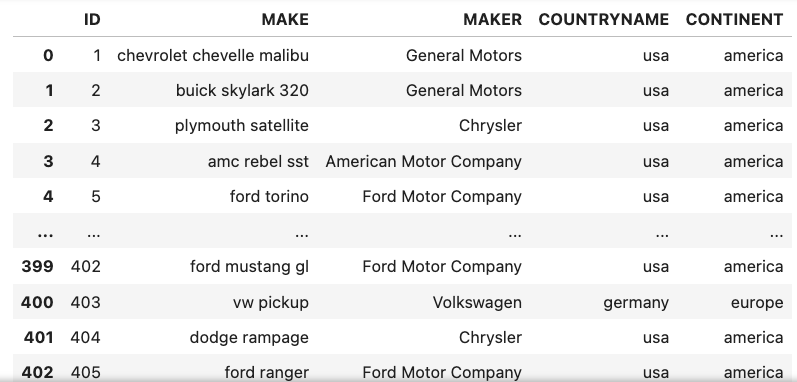 ID MAKE MAKER COUNTRYNAME CONTINENT
0 1 chevrolet chevelle malibu General Motors usa america
1 2 buick skylark 320 General Motors usa america
2 3 plymouth satellite Chrysler usa america
3 4 amc rebel sst American Motor Company usa america
4 5 ford torino Ford Motor Company usa america
... ... ... ... ... ...
399 402 ford mustang gl Ford Motor Company usa america
400 403 vw pickup Volkswagen germany europe
401 404 dodge rampage Chrysler usa america
402 405 ford ranger Ford Motor Company usa america